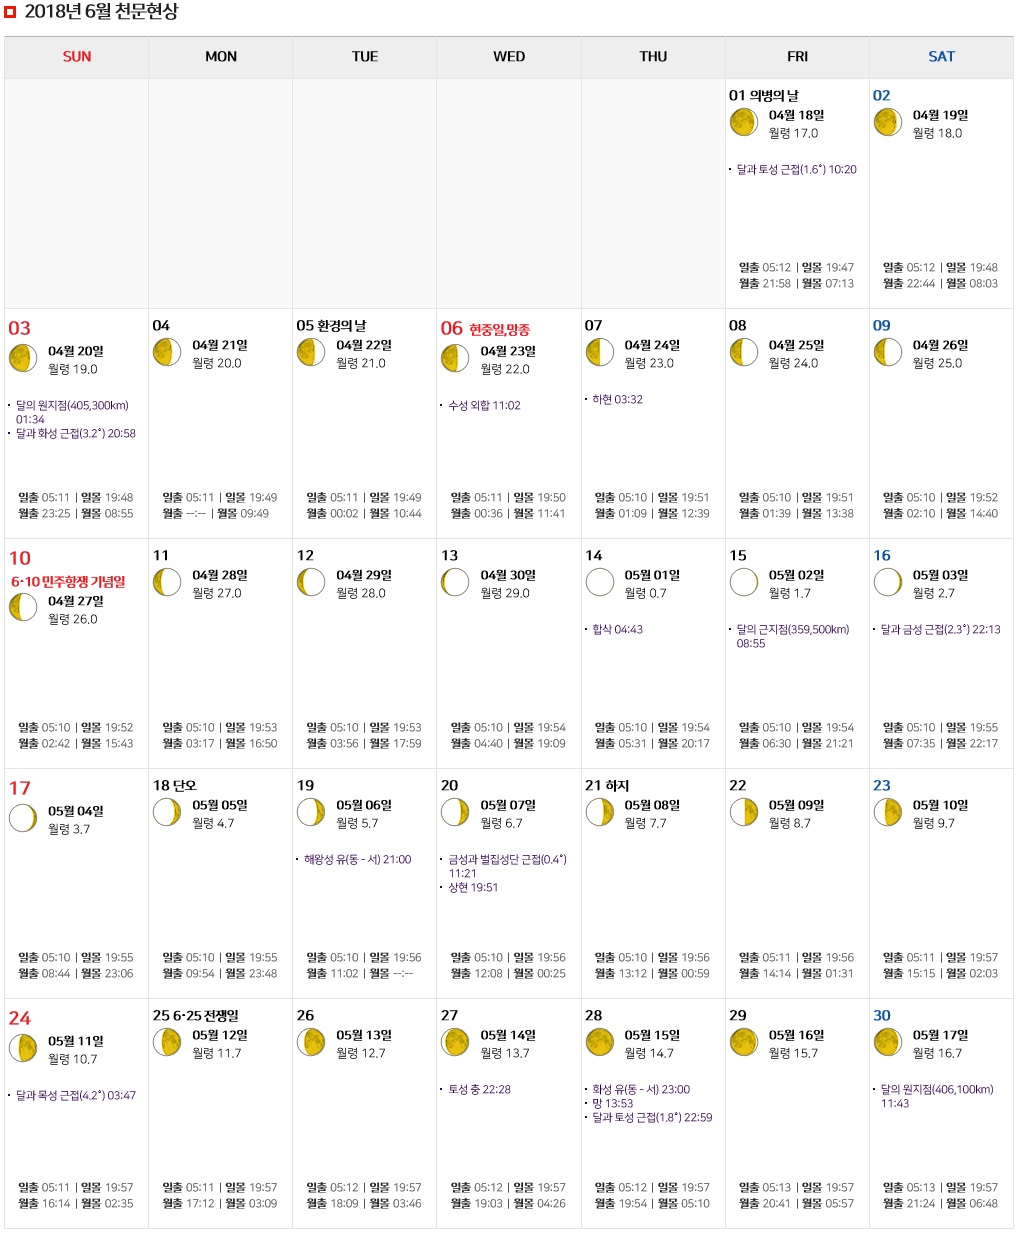 2018년 6월 천문현상
SUN
MON
TUE
WED
THU
FRI
SAT
01 의병의 날
04월 18일
월령 17.0
달과 토성 근접(1.6˚) 10:20
일출 05:12 | 일몰 19:47
월출 21:58 | 월몰 07:13
02
04월 19일
월령 18.0
일출 05:12 | 일몰 19:48
월출 22:44 | 월몰 08:03
03
04월 20일
월령 19.0
달의 원지점(405,300km)
01:34
달과 화성 근접(3.2˚) 20:58
일출 05:11 | 일몰 19:48
월출 23:25 | 월몰 08:55
04
04월 21일
월령 20.0
일출 05:11 | 일몰 19:49
월출 --:-- | 월몰 09:49
05 환경의 날
04월 22일
월령 21.0
일출 05:11 | 일몰 19:49
월출 00:02 | 월몰 10:44
06 현중일,망종
04월 23일
월령 22.0
수성 외합 11:02
일출 05:11 | 일몰 19:50
월출 00:36 | 월몰 11:41
07
04월 24일
월령 23.0
하현 03:32
일출 05:10 | 일몰 19:51
월출 01:09 | 월몰 12:39
08
04월 25일
월령 24.0
일출 05:10 | 일몰 19:51
월출 01:39 | 월몰 13:38
09
04월 26일
월령 25.0
일출 05:10 | 일몰 19:52
월출 02:10 | 월몰 14:40
10
6·10 민주항쟁 기념일
04월 27일
월령 26.0
일출 05:10 | 일몰 19:52
월출 02:42 | 월몰 15:43
11
04월 28일
월령 27.0
일출 05:10 | 일몰 19:53
월출 03:17 | 월몰 16:50
12
04월 29일
월령 28.0
일출 05:10 | 일몰 19:53
월출 03:56 | 월몰 17:59
13
04월 30일
월령 29.0
일출 05:10 | 일몰 19:54
월출 04:40 | 월몰 19:09
14
05월 01일
월령 0.7
합삭 04:43
일출 05:10 | 일몰 19:54
월출 05:31 | 월몰 20:17
15
05월 02일
월령 1.7
달의 근지점(359,500km)
08:55
일출 05:10 | 일몰 19:54
월출 06:30 | 월몰 21:21
16
05월 03일
월령 2.7
달과 금성 근접(2.3˚) 22:13
일출 05:10 | 일몰 19:55
월출 07:35 | 월몰 22:17
17
05월 04일
월령 3.7
일출 05:10 | 일몰 19:55
월출 08:44 | 월몰 23:06
18 단오
05월 05일
월령 4.7
일출 05:10 | 일몰 19:55
월출 09:54 | 월몰 23:48
19
05월 06일
월령 5.7
해왕성 유(동 - 서) 21:00
일출 05:10 | 일몰 19:56
월출 11:02 | 월몰 --:--
20
05월 07일
월령 6.7
금성과 벌집성단 근접(0.4˚)
11:21
상현 19:51
일출 05:10 | 일몰 19:56
월출 12:08 | 월몰 00:25
21 하지
05월 08일
월령 7.7
일출 05:10 | 일몰 19:56
월출 13:12 | 월몰 00:59
22
05월 09일
월령 8.7
일출 05:11 | 일몰 19:56
월출 14:14 | 월몰 01:31
23
05월 10일
월령 9.7
일출 05:11 | 일몰 19:57
월출 15:15 | 월몰 02:03
24
05월 11일
월령 10.7
달과 목성 근접(4.2˚) 03:47
일출 05:11 | 일몰 19:57
월출 16:14 | 월몰 02:35
25 6·25 전쟁일
05월 12일
월령 11.7
일출 05:11 | 일몰 19:57
월출 17:12 | 월몰 03:09
26
05월 13일
월령 12.7
일출 05:12 | 일몰 19:57
월출 18:09 | 월몰 03:46
27
05월 14일
월령 13.7
토성 충 22:28
일출 05:12 | 일몰 19:57
월출 19:03 | 월몰 04:26
28
05월 15일
월령 14.7
화성 유(동 - 서) 23:00
망 13:53
달과 토성 근접(1.8˚) 22:59
일출 05:12 | 일몰 19:57
월출 19:54 | 월몰 05:10
29
05월 16일
월령 15.7
일출 05:13 | 일몰 19:57
월출 20:41 | 월몰 05:57
30
05월 17일
월령 16.7
달의 원지점(406,100km)
11:43
일출 05:13 | 일몰 19:57
월출 21:24 | 월몰 06:48